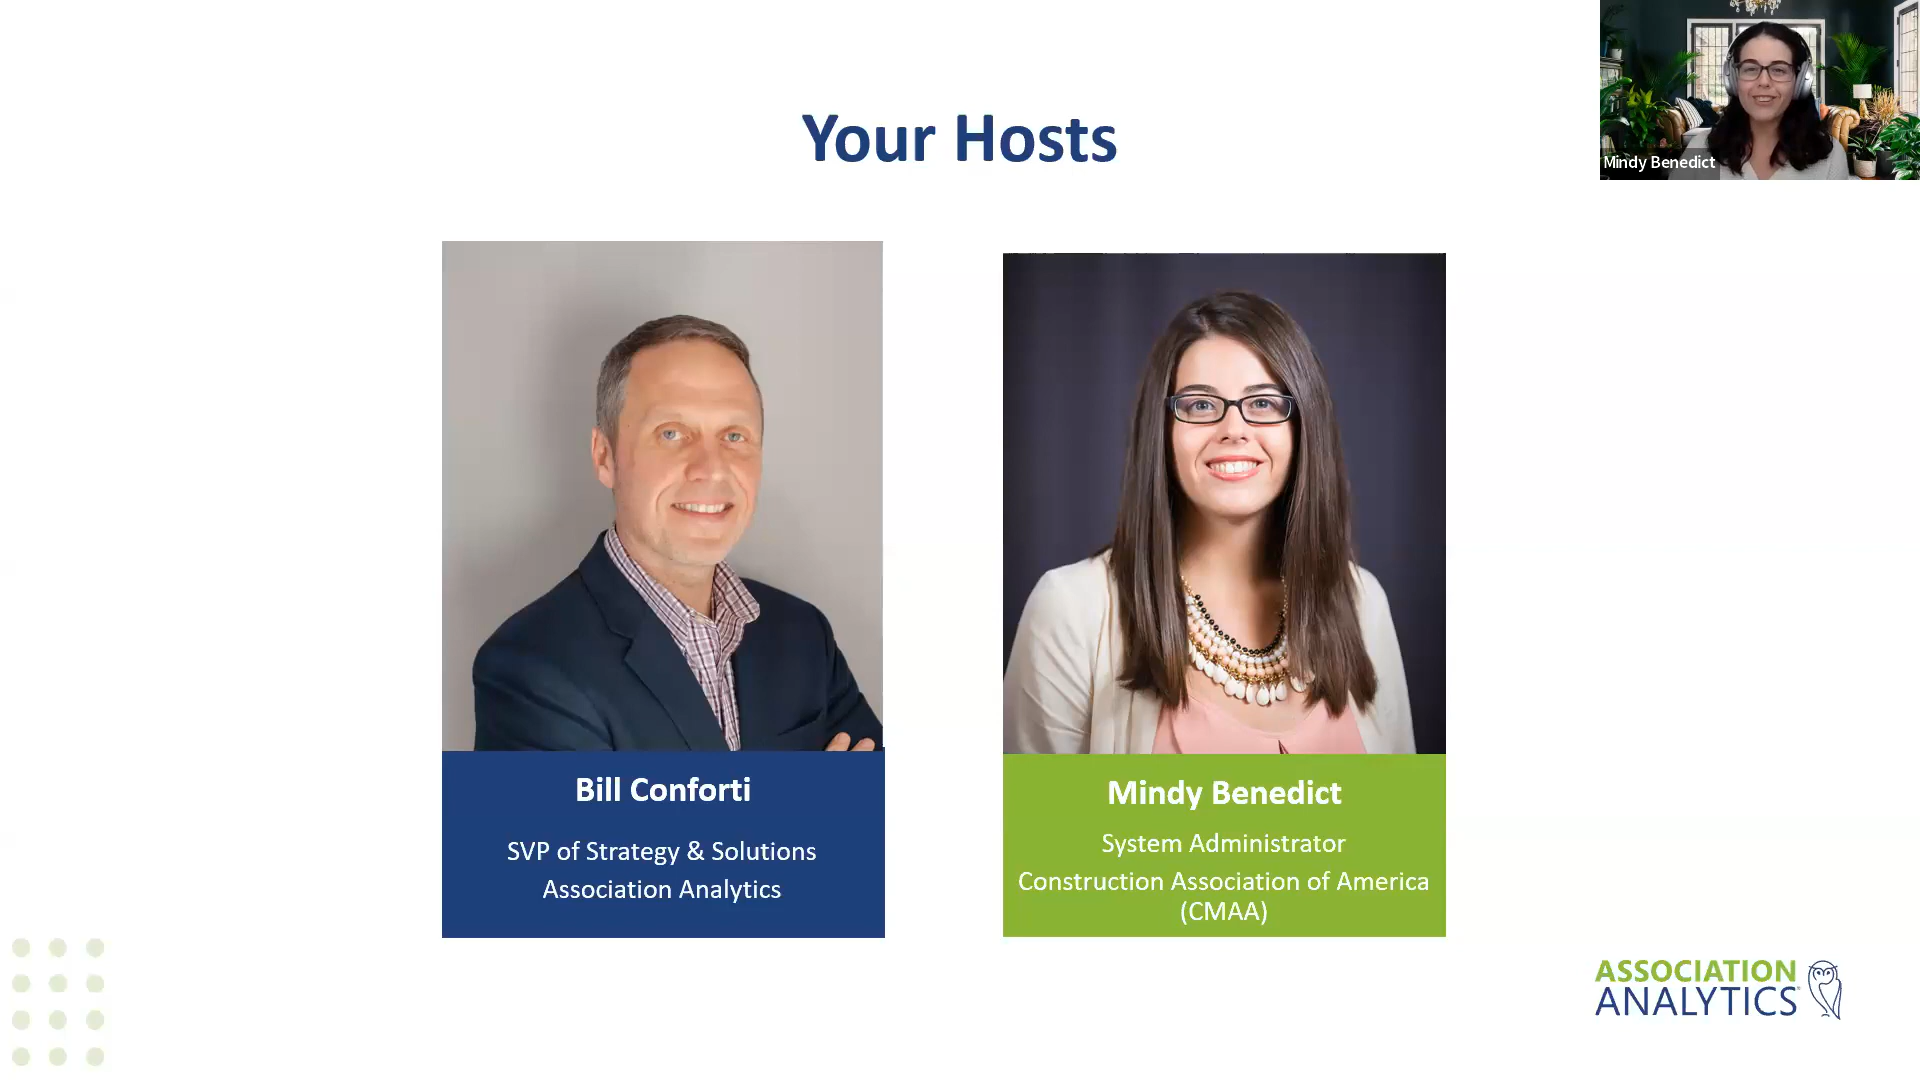 Your Hosts
Mindy Benedict
Bill Conforti
SVP of Strategy & Solutions
Association Analytics
Mindy Benedict
System Administrator
Construction Association of America
(CMAA)
ASSOCIATION
ANALYTICS